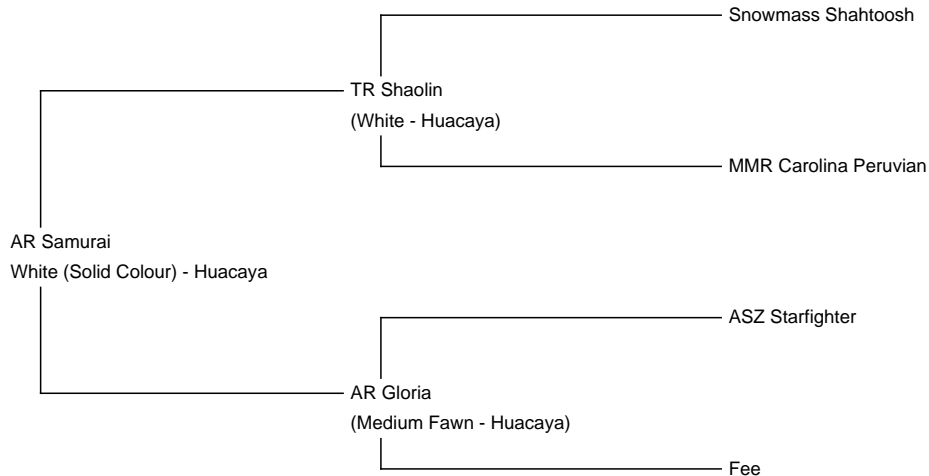 Snowmass Shahtoosh
TR Shaolin
(White - Huacaya)
MMR Carolina Peruvian
AR Samurai
White (Solid Colour) - Huacaya
ASZ Starfighter
AR Gloria
(Medium Fawn - Huacaya)
Fee